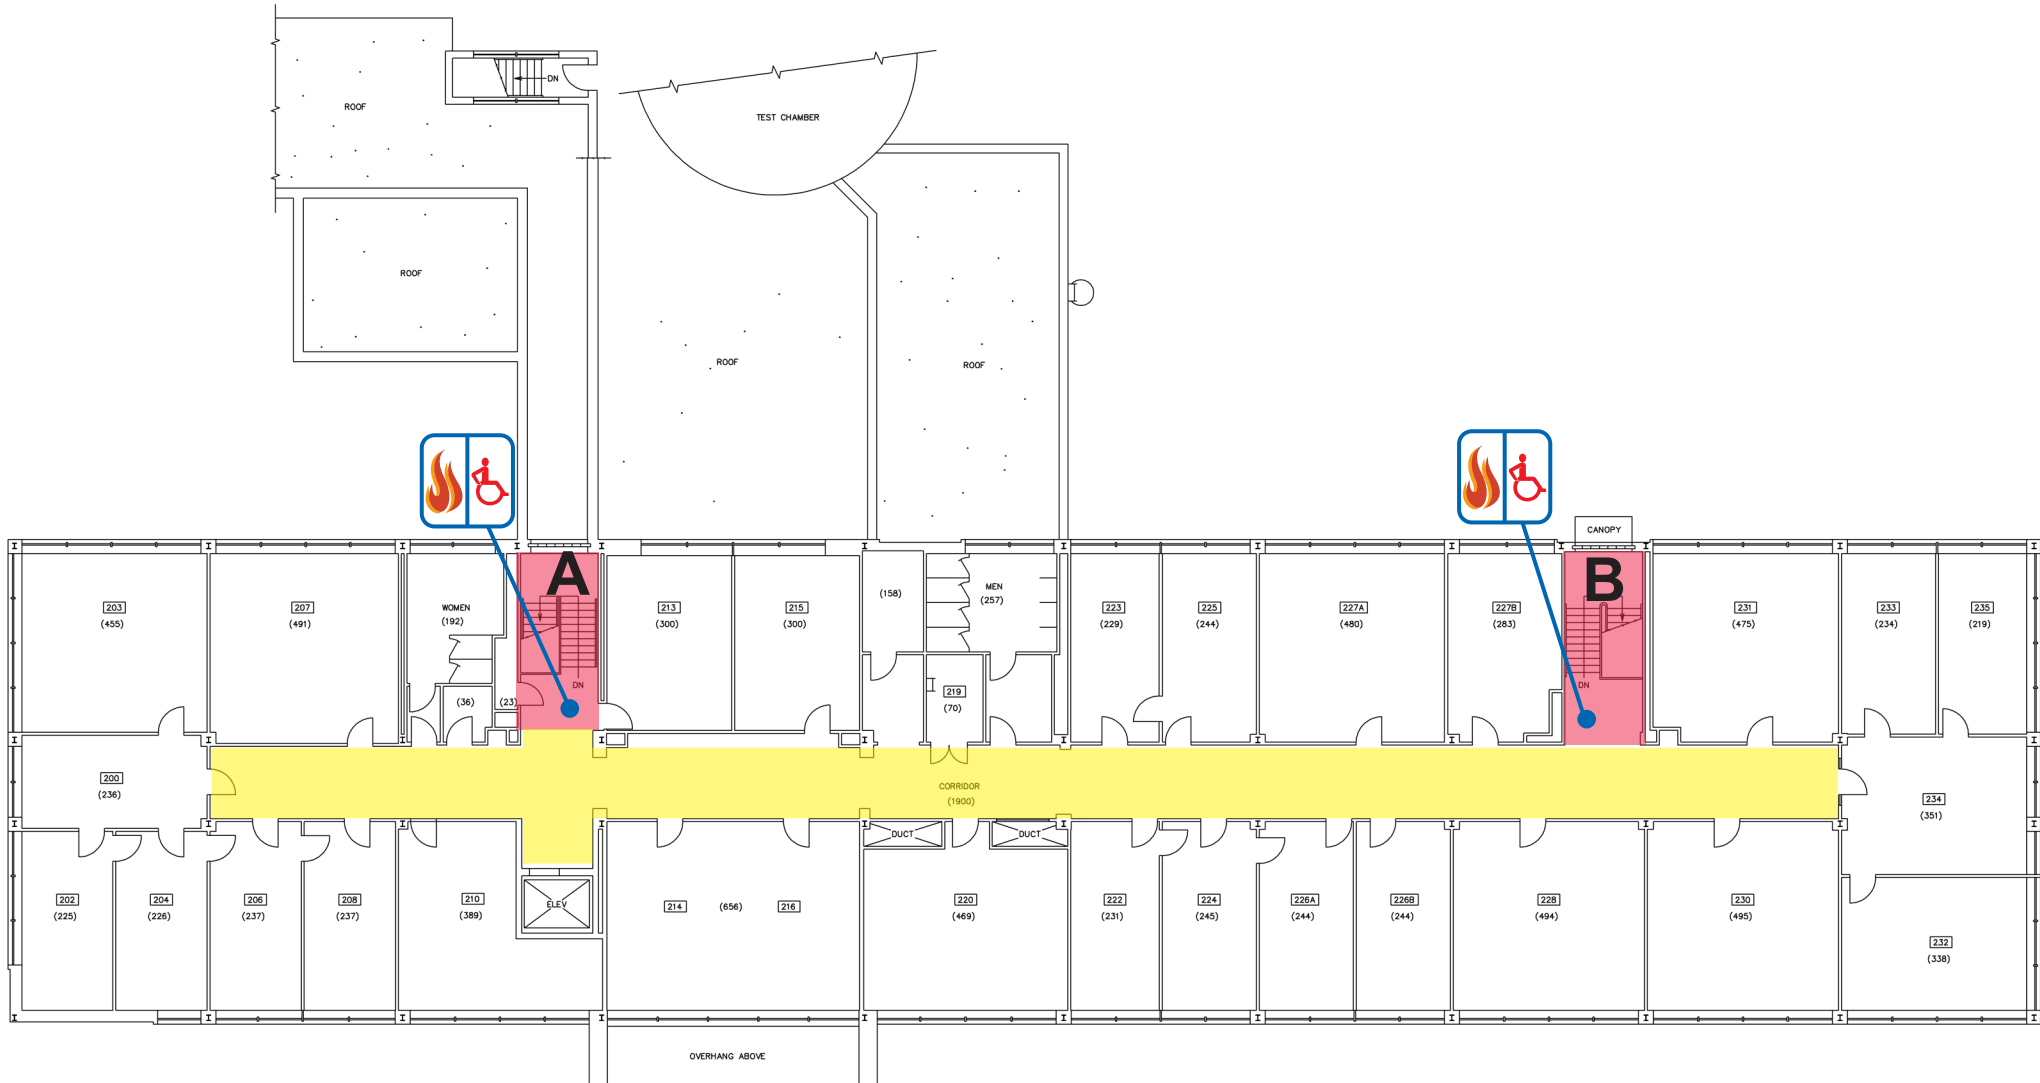 DN
ROOF
TEST CHAMBER
ROOF
ROOF
ROOF
CANOPY
A
B
203
(455)
207
(491)
WOMEN
(192)
(36)
(23)
DN
213
(300)
215
(300)
(158)
MEN
(257)
219
(70)
223
(229)
225
(244)
227A
(480)
227B
(283)
DN
231
(475)
233
(234)
235
(219)
200
(236)
CORRIDOR
(1900)
234
(351)
DUCT
DUCT
202
(225)
204
(226)
206
(237)
208
(237)
210
(389)
ELEV
214 (656) 216
220
(469)
222
(231)
224
(245)
226A
(244)
226B
(244)
228
(494)
230
(495)
232
(338)
OVERHANG ABOVE